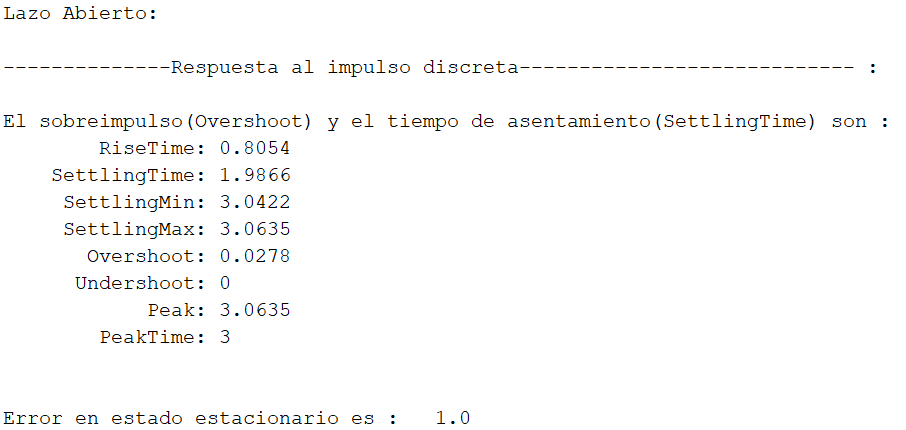 Lazo Abierto:
--------------Respuesta al impulso discreta---------------------------- :
El sobreimpulso(Overshoot) y el tiempo de asentamiento(SettlingTime) son :
RiseTime: 0.8054
SettlingTime: 1.9866
SettlingMin: 3.0422
SettlingMax: 3.0635
Overshoot: 0.0278
Undershoot: 0
Peak: 3.0635
PeakTime: 3
Error en estado estacionario es :   1.0